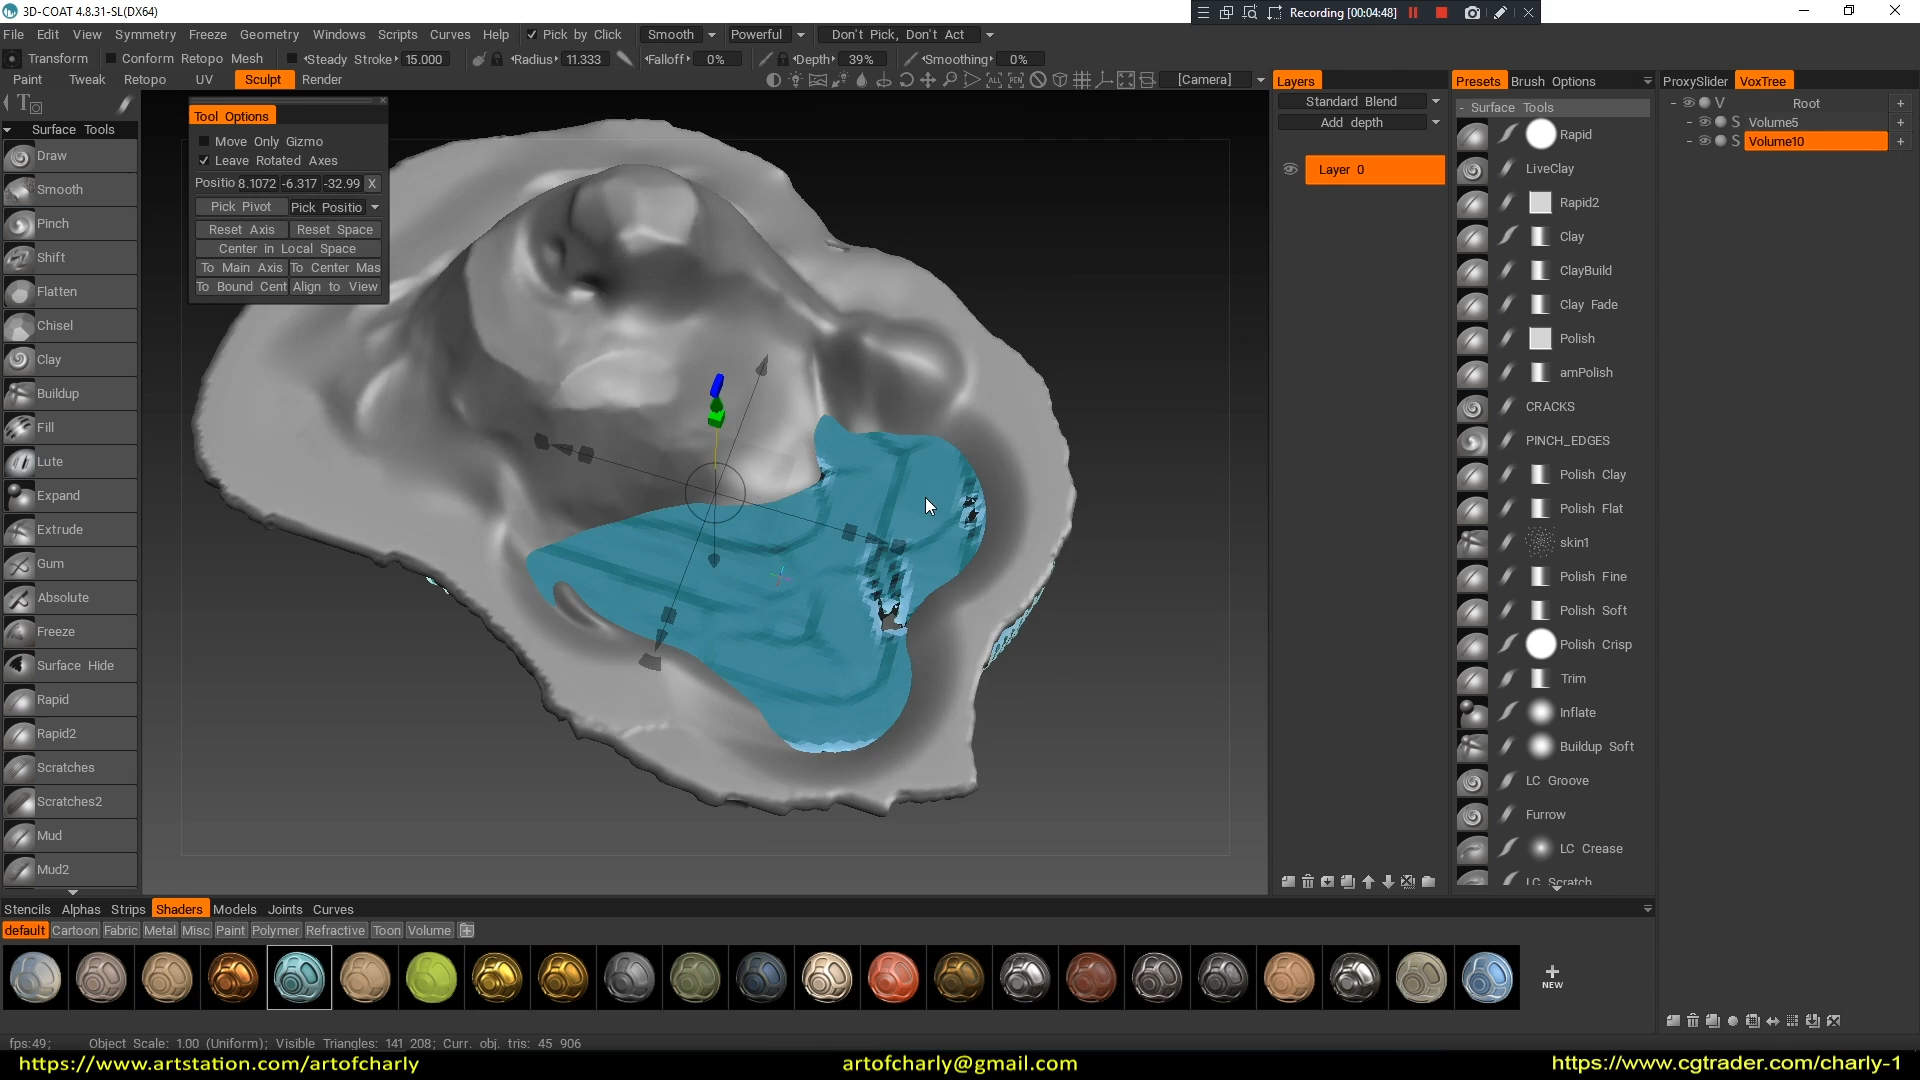 3D-COAT 4.8.31-SL(DX64)
Recording [00:04:48]
File Edit View Symmetry Freeze Geometry Windows Scripts Curves Help Pick by Click Smooth Powerful Don't Pick, Don't Act
Transform Conform Retopo Mesh Steady Stroke 15.000 Radius 11.333 Falloff 0% Depth 39% Smoothing 0%
Paint Tweak Retopo UV Sculpt Render [Camera]
Tool Options
Move Only Gizmo
Leave Rotated Axes
Positio 8.1072 -6.317 -32.99 X
Pick Pivot Pick Positio
Reset Axis Reset Space
Center in Local Space
To Main Axis To Center Mas
To Bound Cent Align to View
Surface Tools
Draw
Smooth
Pinch
Shift
Flatten
Chisel
Clay
Buildup
Fill
Lute
Expand
Extrude
Gum
Absolute
Freeze
Surface Hide
Rapid
Rapid2
Scratches
Scratches2
Mud
Mud2
Layers
Standard Blend
Add depth
Layer 0
Presets Brush Options
- Surface Tools
Rapid
LiveClay
Rapid2
Clay
ClayBuild
Clay Fade
Polish
amPolish
CRACKS
PINCH_EDGES
Polish Clay
Polish Flat
skin1
Polish Fine
Polish Soft
Polish Crisp
Trim
Inflate
Buildup Soft
LC Groove
Furrow
LC Crease
LC Scratch
ProxySlider VoxTree
- V Root +
- S Volume5 +
- S Volume10 +
Stencils Alphas Strips Shaders Models Joints Curves
default Cartoon Fabric Metal Misc Paint Polymer Refractive Toon Volume
NEW
fps:49; Object Scale: 1.00 (Uniform); Visible Triangles: 141 208; Curr. obj. tris: 45 906
https://www.artstation.com/artofcharly artofcharly@gmail.com https://www.cgtrader.com/charly-1